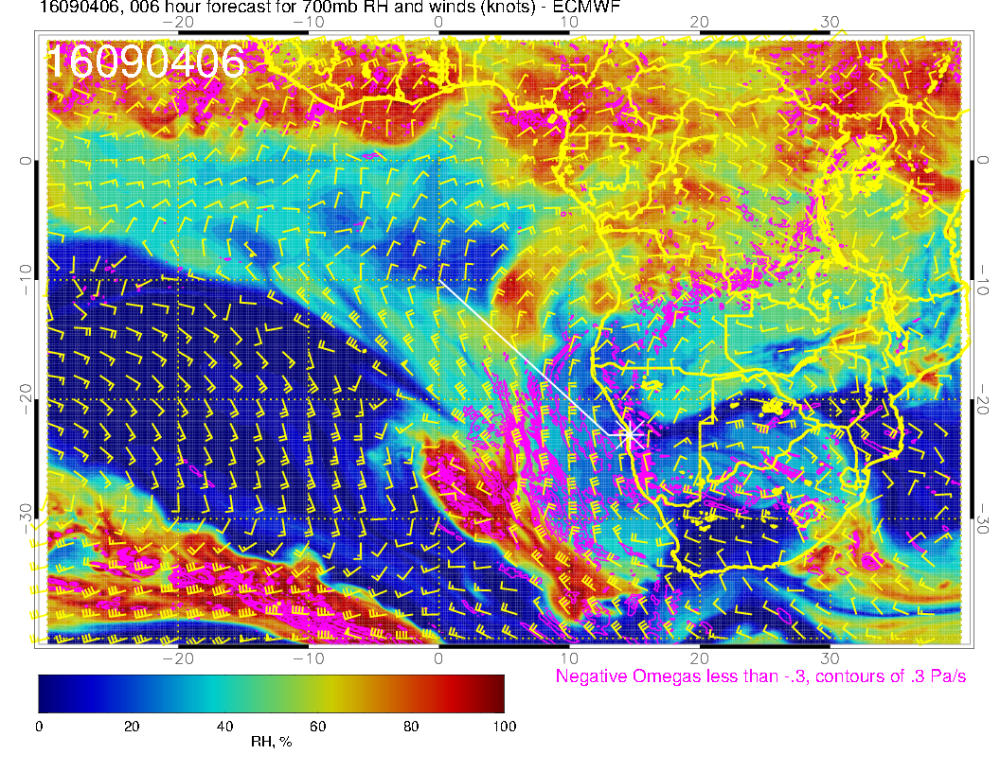 16090406, 006 hour forecast for 700mb RH and winds (knots) - ECMWF
−20 −10 0 10 20 30
16090406
0 0
−10 −10
−20 −20
−30 −30
−20 −10 0 10 20 30
Negative Omegas less than -.3, contours of .3 Pa/s
0 20 40 60 80 100
RH, %